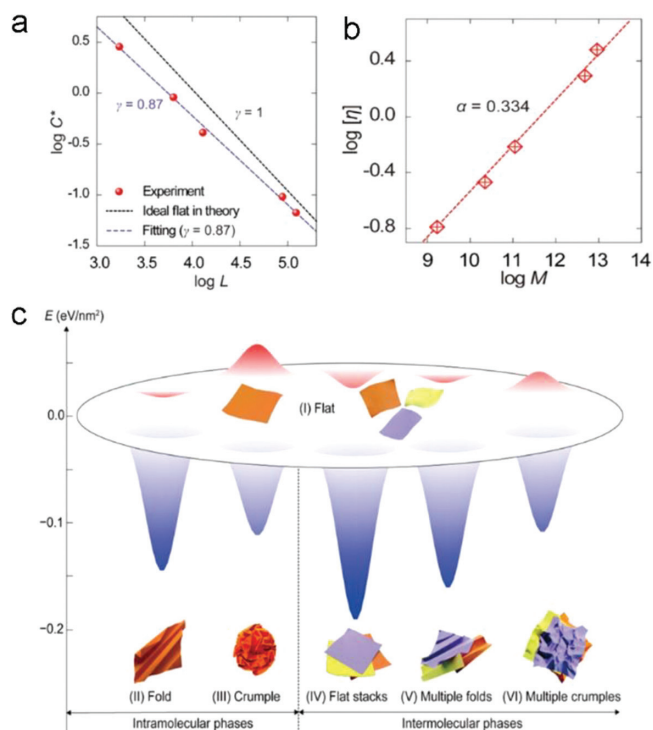 a
0.5
0.0
-0.5
-1.0
-1.5
log C*
γ = 0.87
γ = 1
Experiment
Ideal flat in theory
Fitting (γ = 0.87)
3.0 3.5 4.0 4.5 5.0
log L
b
0.4
0.0
-0.4
-0.8
log [η]
α = 0.334
9 10 11 12 13 14
log M
c
E (eV/nm²)
0.0
−0.1
−0.2
(I) Flat
(II) Fold (III) Crumple (IV) Flat stacks (V) Multiple folds (VI) Multiple crumples
Intramolecular phases Intermolecular phases